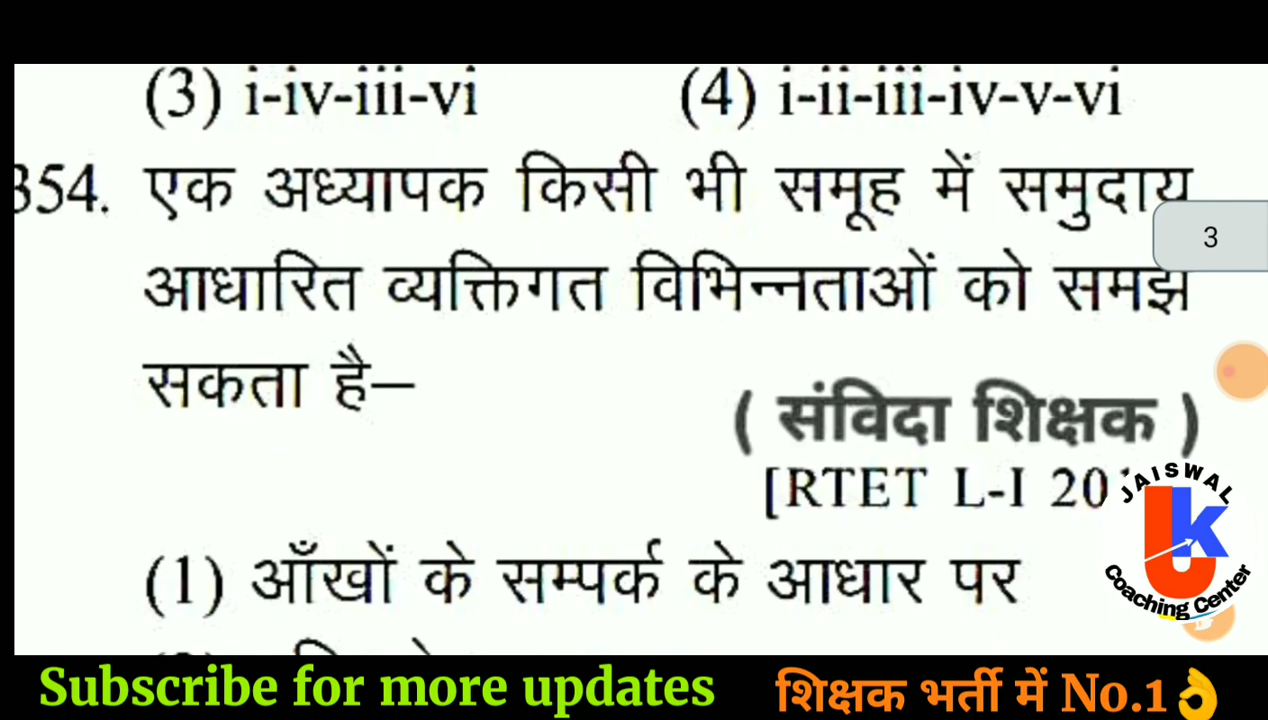 (3) i-iv-iii-vi (4) i-ii-iii-iv-v-vi
354. एक अध्यापक किसी भी समूह में समुदाय
3
आधारित व्यक्तिगत विभिन्नताओं को समझ
सकता है–
( संविदा शिक्षक )
[RTET L-I 20
JAISWAL
UK
Coaching Center
(1) आँखों के सम्पर्क के आधार पर
Subscribe for more updates
शिक्षक भर्ती में No.1👌